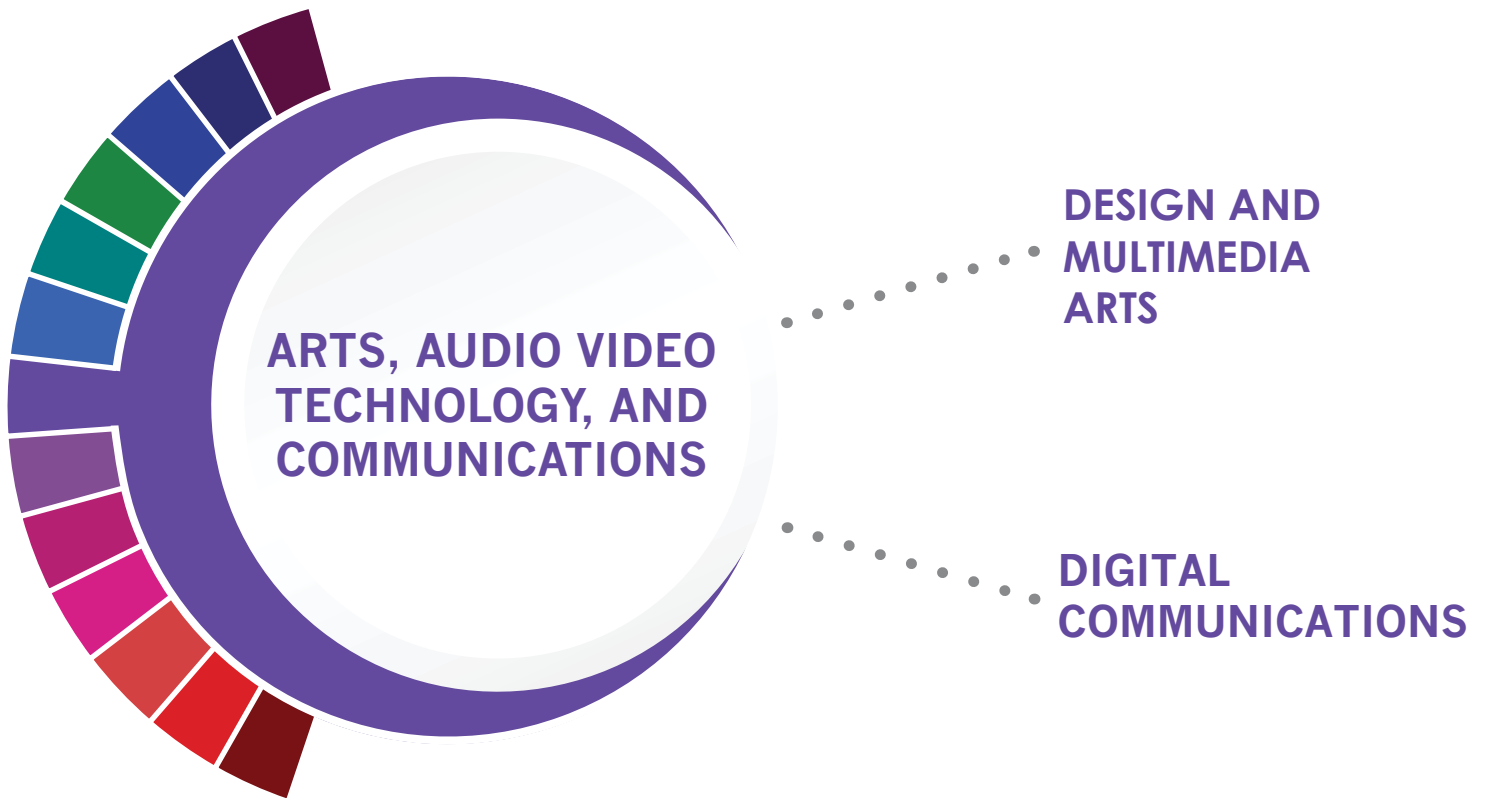 ARTS, AUDIO VIDEO
TECHNOLOGY, AND
COMMUNICATIONS
DESIGN AND
MULTIMEDIA
ARTS
DIGITAL
COMMUNICATIONS